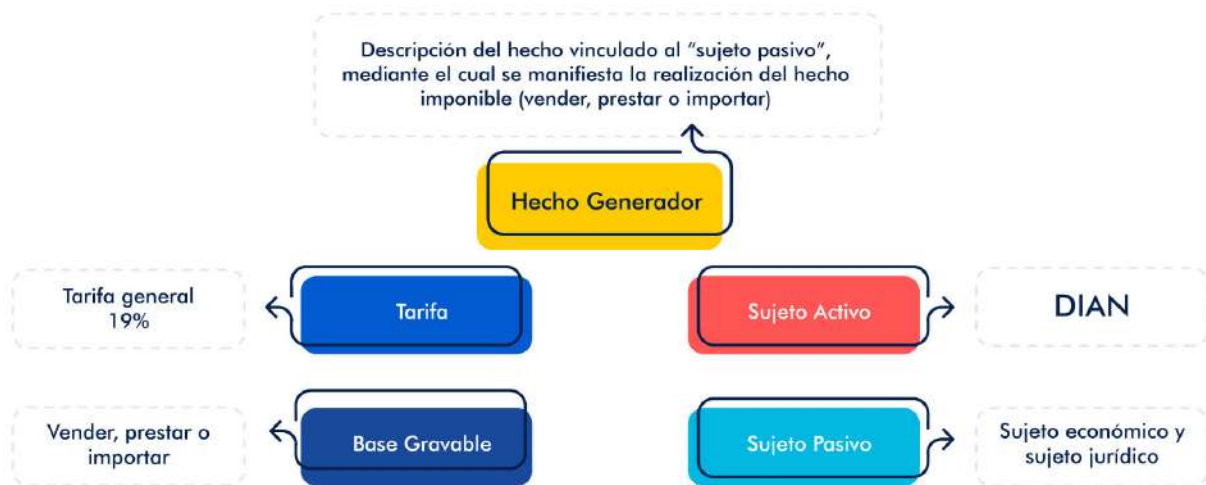 Descripción del hecho vinculado al “sujeto pasivo”,
mediante el cual se manifiesta la realización del hecho
imponible (vender, prestar o importar)
Hecho Generador
Tarifa general
19%
Tarifa
Sujeto Activo
DIAN
Vender, prestar o
importar
Base Gravable
Sujeto Pasivo
Sujeto económico y
sujeto jurídico